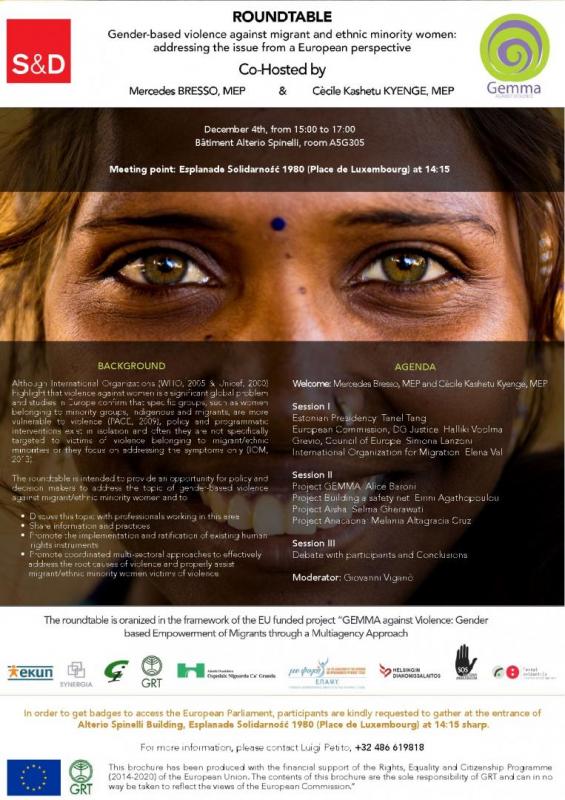 ROUNDTABLE
Gender-based violence against migrant and ethnic minority women:
addressing the issue from a European perspective
Co-Hosted by
Mercedes BRESSO, MEP & Cècile Kashetu KYENGE, MEP
S&D
Gemma
December 4th, from 15:00 to 17:00
Bâtiment Alterio Spinelli, room A5G305
Meeting point: Esplanade Solidarność 1980 (Place de Luxembourg) at 14:15
BACKGROUND
Although International Organizations (WHO, 2005 & Unicef, 2000)
highlight that violence against women is a significant global problem
and studies in Europe confirm that specific groups, such as women
belonging to minority groups, indigenous and migrants, are more
vulnerable to violence (PACE, 2009), policy and programmatic
interventions exist in isolation and often they are not specifically
targeted to victims of violence belonging to migrant/ethnic
minorities or they focus on addressing the symptoms only (IOM,
2013).
The roundtable is intended to provide an opportunity for policy and
decision makers to address the topic of gender-based violence
against migrant/ethnic minority women and to:
• Discuss this topic with professionals working in this area
• Share information and practices
• Promote the implementation and ratification of existing human
rights instruments
• Promote coordinated multi-sectoral approaches to effectively
address the root causes of violence and properly assist
migrant/ethnic minority women victims of violence.
AGENDA
Welcome: Mercedes Bresso, MEP and Cècile Kashetu Kyenge, MEP
Session I
Estonian Presidency Tanel Tang
European Commission, DG Justice Halliki Voolma
Grevio, Council of Europe Simona Lanzoni
International Organization for Migration Elena Val
Session II
Project GEMMA Alice Baroni
Project Building a safety net Eirini Agathopoulou
Project Aisha Selma Gherawati
Project Anacaona Melania Altagracia Cruz
Session III
Debate with participants and Conclusions
Moderator: Giovanni Viganò
The roundtable is oranized in the framework of the EU funded project "GEMMA against Violence: Gender
based Empowerment of Migrants through a Multiagency Approach
ekun
SYNERGIA
GRT
Ospedale Niguarda Ca' Granda
ΕΠΑΨΥ
HELSINGIN
DIAKONISSALAITOS
SOS
In order to get badges to access the European Parliament, participants are kindly requested to gather at the entrance of
Alterio Spinelli Building, Esplanade Solidarność 1980 (Place de Luxembourg) at 14:15 sharp.
For more information, please contact Luigi Petito, +32 486 619818
GRT
This brochure has been produced with the financial support of the Rights, Equality and Citizenship Programme
(2014-2020) of the European Union. The contents of this brochure are the sole responsibility of GRT and can in no
way be taken to reflect the views of the European Commission."